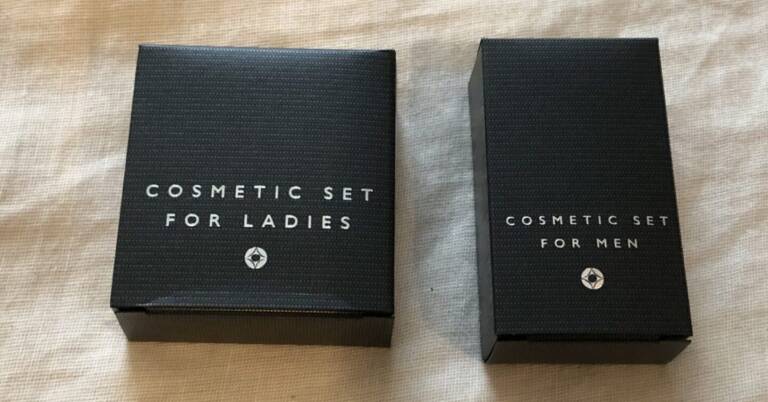 COSMETIC SET
FOR LADIES
COSMETIC SET
FOR MEN